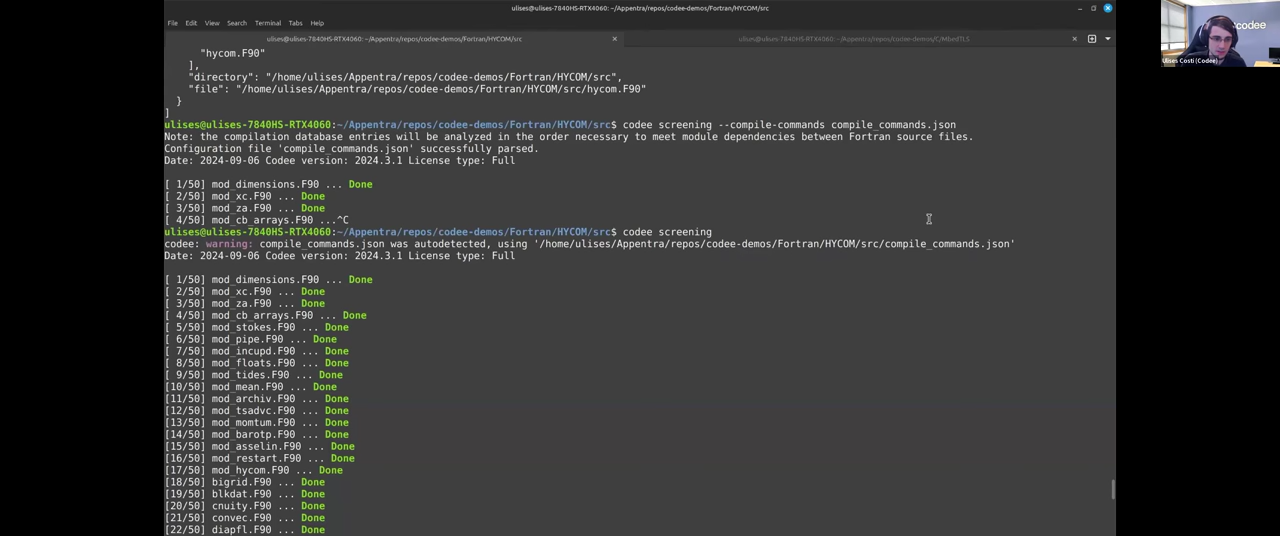 ulises@ulises-7840HS-RTX4060: ~/Appentra/repos/codee-demos/Fortran/HYCOM/src
File Edit View Search Terminal Tabs Help
ulises@ulises-7840HS-RTX4060: ~/Appentra/repos/codee-demos/Fortran/HYCOM/src
ulises@ulises-7840HS-RTX4060: ~/Appentra/repos/codee-demos/C/MbedTLS
"hycom.F90"
],
"directory": "/home/ulises/Appentra/repos/codee-demos/Fortran/HYCOM/src",
"file": "/home/ulises/Appentra/repos/codee-demos/Fortran/HYCOM/src/hycom.F90"
}
]
ulises@ulises-7840HS-RTX4060:~/Appentra/repos/codee-demos/Fortran/HYCOM/src$ codee screening --compile-commands compile_commands.json
Note: the compilation database entries will be analyzed in the order necessary to meet module dependencies between Fortran source files.
Configuration file 'compile_commands.json' successfully parsed.
Date: 2024-09-06 Codee version: 2024.3.1 License type: Full
[ 1/50] mod_dimensions.F90 ... Done
[ 2/50] mod_xc.F90 ... Done
[ 3/50] mod_za.F90 ... Done
[ 4/50] mod_cb_arrays.F90 ...^C
ulises@ulises-7840HS-RTX4060:~/Appentra/repos/codee-demos/Fortran/HYCOM/src$ codee screening
codee: warning: compile_commands.json was autodetected, using '/home/ulises/Appentra/repos/codee-demos/Fortran/HYCOM/src/compile_commands.json'
Date: 2024-09-06 Codee version: 2024.3.1 License type: Full
[ 1/50] mod_dimensions.F90 ... Done
[ 2/50] mod_xc.F90 ... Done
[ 3/50] mod_za.F90 ... Done
[ 4/50] mod_cb_arrays.F90 ... Done
[ 5/50] mod_stokes.F90 ... Done
[ 6/50] mod_pipe.F90 ... Done
[ 7/50] mod_incupd.F90 ... Done
[ 8/50] mod_floats.F90 ... Done
[ 9/50] mod_tides.F90 ... Done
[10/50] mod_mean.F90 ... Done
[11/50] mod_archiv.F90 ... Done
[12/50] mod_tsadvc.F90 ... Done
[13/50] mod_momtum.F90 ... Done
[14/50] mod_barotp.F90 ... Done
[15/50] mod_asselin.F90 ... Done
[16/50] mod_restart.F90 ... Done
[17/50] mod_hycom.F90 ... Done
[18/50] bigrid.F90 ... Done
[19/50] blkdat.F90 ... Done
[20/50] cnuity.F90 ... Done
[21/50] convec.F90 ... Done
[22/50] diapfl.F90 ... Done
codee
Ulises Costi (Codee)